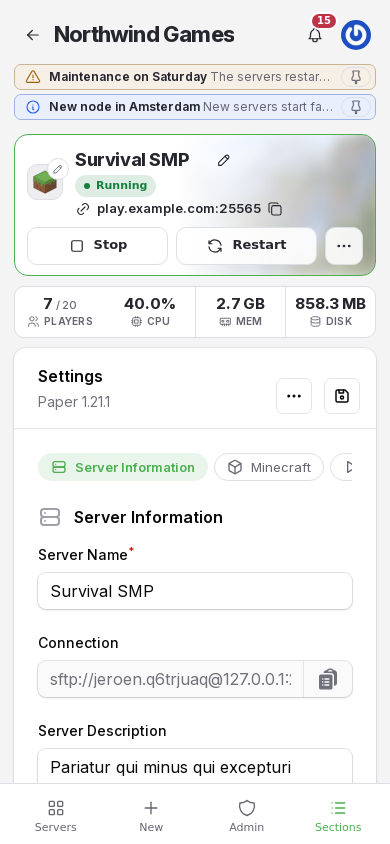 Northwind Games
15
Maintenance on Saturday The servers restar...
New node in Amsterdam New servers start fa...
Survival SMP
Running
play.example.com:25565
Stop
Restart
7 / 20
PLAYERS
40.0%
CPU
2.7 GB
MEM
858.3 MB
DISK
Settings
Paper 1.21.1
Server Information
Minecraft
Server Information
Server Name*
Survival SMP
Connection
sftp://jeroen.q6trjuaq@127.0.0.1:
Server Description
Pariatur qui minus qui excepturi
Servers
New
Admin
Sections